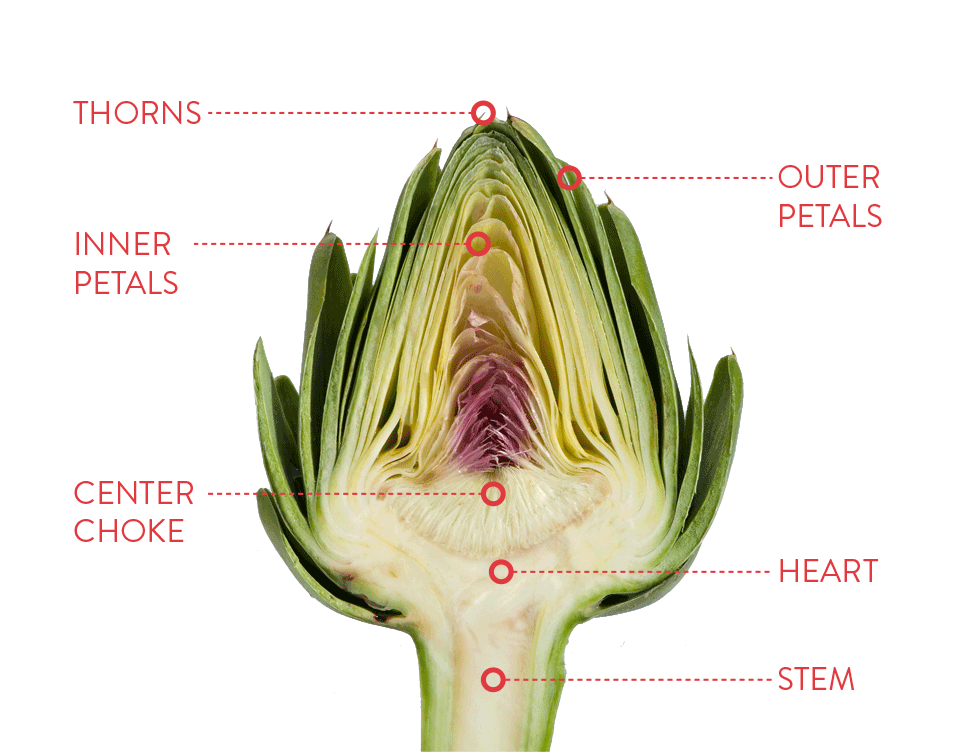 THORNS
OUTER
PETALS
INNER
PETALS
CENTER
CHOKE
HEART
STEM